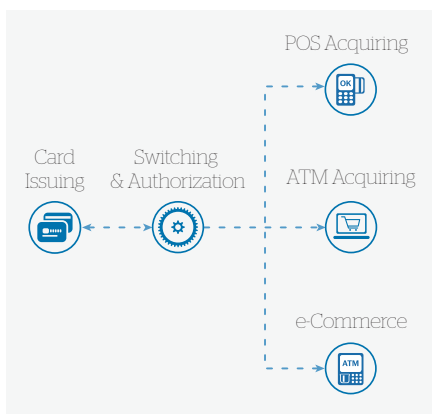 POS Acquiring
OK
Card
Issuing
Switching
& Authorization
ATM Acquiring
e-Commerce
ATM